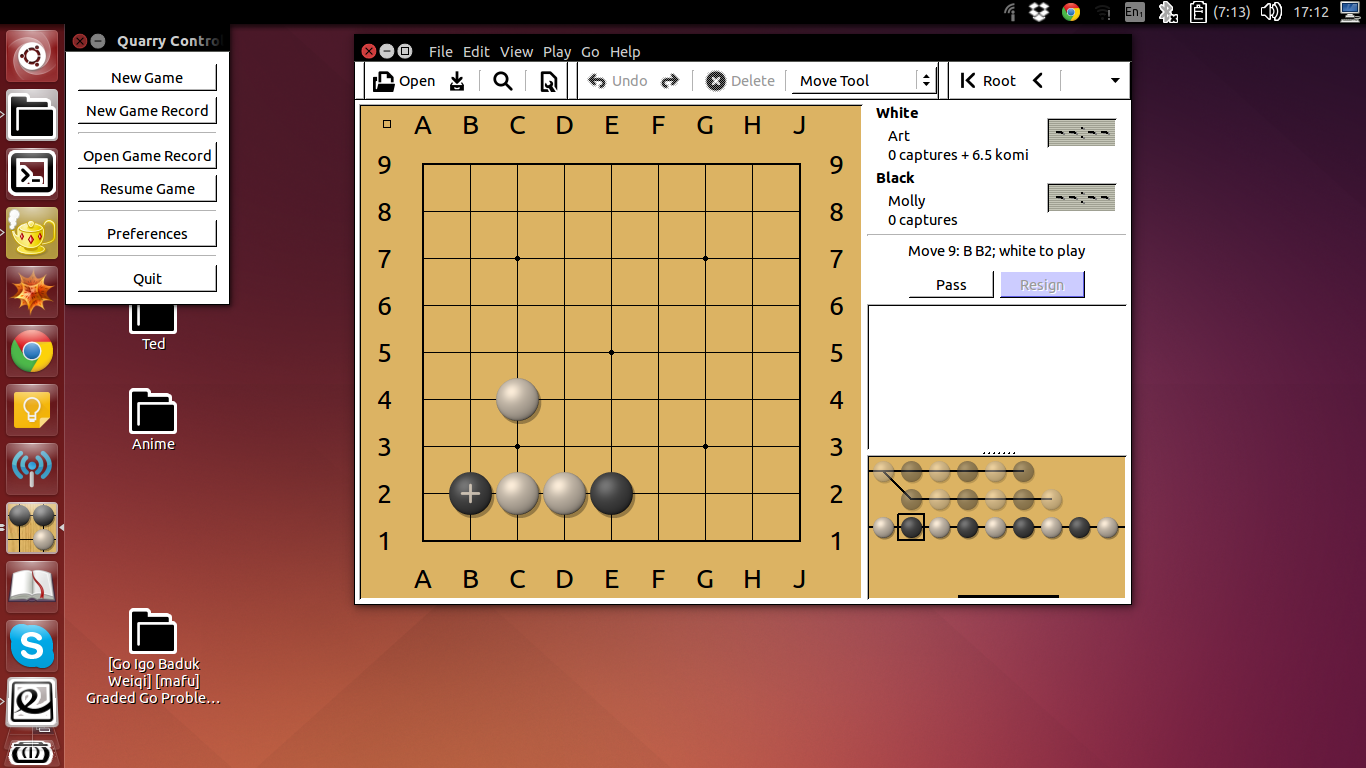 En1
(7:13)
17:12
Quarry Contro
New Game
New Game Record
Open Game Record
Resume Game
Preferences
Quit
Ted
Anime
[Go Igo Baduk
Weiqi] [mafu]
Graded Go Proble...
File Edit View Play Go Help
Open
Undo
Delete
Move Tool
Root
A B C D E F G H J
9 9
8 8
7 7
6 6
5 5
4 4
3 3
2 2
1 1
A B C D E F G H J
White
Art
0 captures + 6.5 komi
--:--
Black
Molly
0 captures
--:--
Move 9: B B2; white to play
Pass
Resign